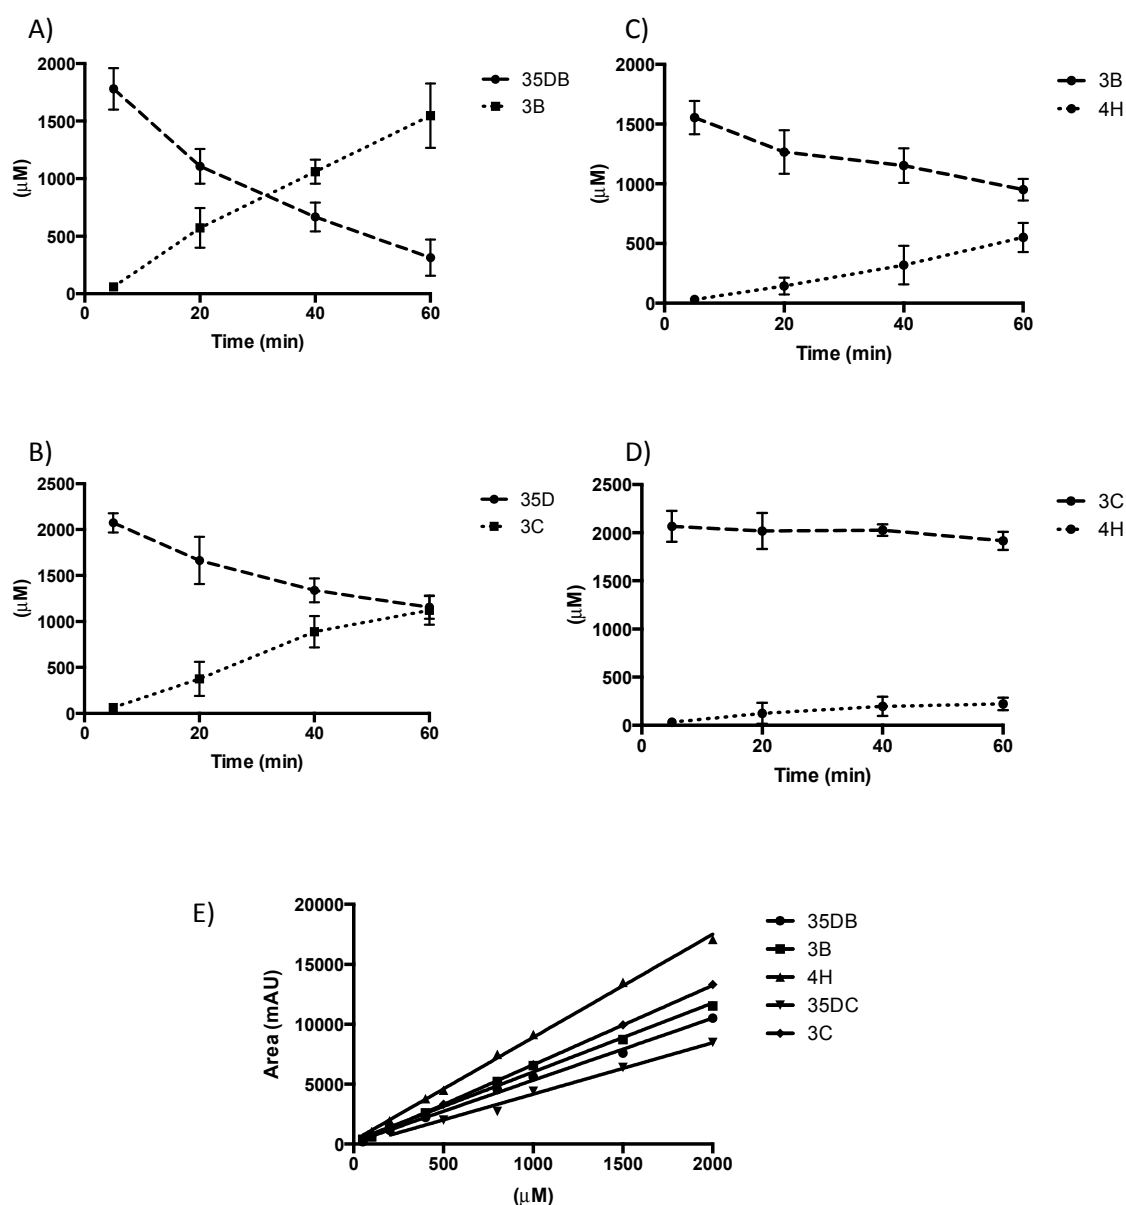 A)
2000
1500
1000
500
0
(µM)
0 20 40 60
Time (min)
35DB
3B
C)
2000
1500
1000
500
0
(µM)
0 20 40 60
Time (min)
3B
4H
B)
2500
2000
1500
1000
500
0
(µM)
0 20 40 60
Time (min)
35D
3C
D)
2500
2000
1500
1000
500
0
(µM)
0 20 40 60
Time (min)
3C
4H
E)
20000
15000
10000
5000
0
Area (mAU)
0 500 1000 1500 2000
(µM)
35DB
3B
4H
35DC
3C